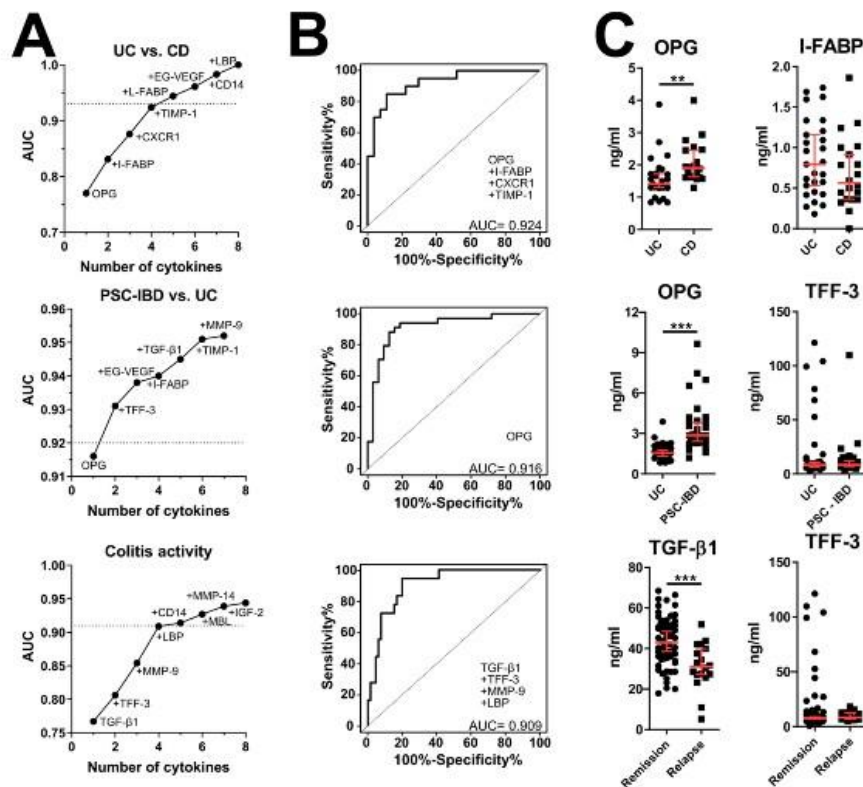 A
B
C
UC vs. CD
AUC
1.0
0.9
0.8
0.7
OPG
+I-FABP
+CXCR1
+TIMP-1
+L-FABP
+EG-VEGF
+CD14
+LBP
0 2 4 6 8
Number of cytokines
Sensitivity%
100
80
60
40
20
0
OPG
+I-FABP
+CXCR1
+TIMP-1
AUC= 0.924
0 20 40 60 80 100
100%-Specificity%
OPG
**
ng/ml
5
4
3
2
1
0
UC CD
I-FABP
ng/ml
2.0
1.5
1.0
0.5
0.0
UC CD
PSC-IBD vs. UC
AUC
0.96
0.95
0.94
0.93
0.92
0.91
OPG
+TFF-3
+EG-VEGF
+I-FABP
+TGF-β1
+TIMP-1
+MMP-9
0 2 4 6 8
Number of cytokines
Sensitivity%
100
80
60
40
20
0
OPG
AUC= 0.916
0 20 40 60 80 100
100%-Specificity%
OPG
***
ng/ml
12
9
6
3
0
UC PSC-IBD
TFF-3
ng/ml
150
100
50
0
UC PSC - IBD
Colitis activity
AUC
1.00
0.95
0.90
0.85
0.80
0.75
TGF-β1
+TFF-3
+MMP-9
+LBP
+CD14
+MBL
+MMP-14
+IGF-2
0 2 4 6 8
Number of cytokines
Sensitivity%
100
80
60
40
20
0
TGF-β1
+TFF-3
+MMP-9
+LBP
AUC= 0.909
0 20 40 60 80 100
100%-Specificity%
TGF-β1
***
ng/ml
80
60
40
20
0
Remission Relapse
TFF-3
ng/ml
150
100
50
0
Remission Relapse